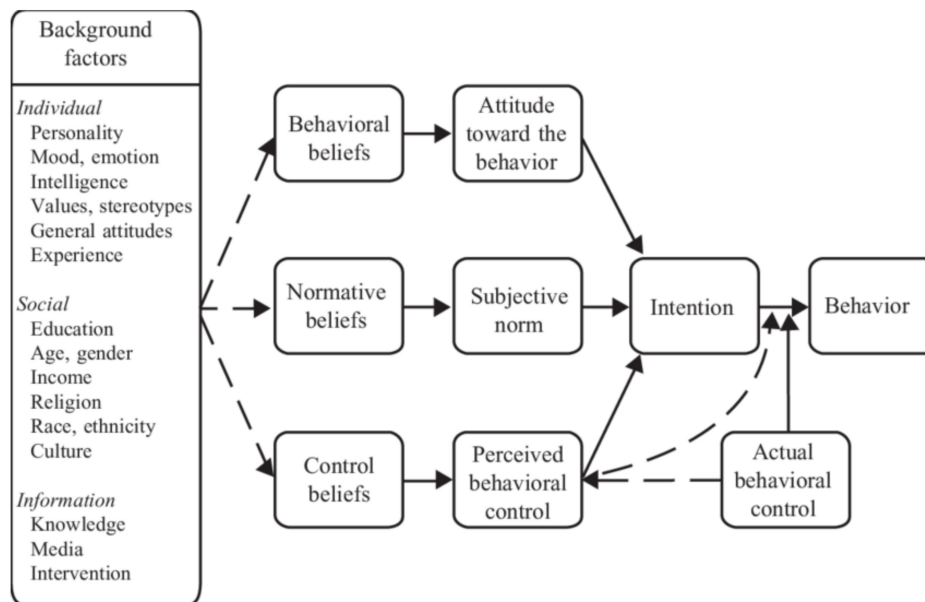 Background
factors
Individual
Personality
Mood, emotion
Intelligence
Values, stereotypes
General attitudes
Experience
Social
Education
Age, gender
Income
Religion
Race, ethnicity
Culture
Information
Knowledge
Media
Intervention
Behavioral
beliefs
Attitude
toward the
behavior
Normative
beliefs
Subjective
norm
Intention
Behavior
Control
beliefs
Perceived
behavioral
control
Actual
behavioral
control